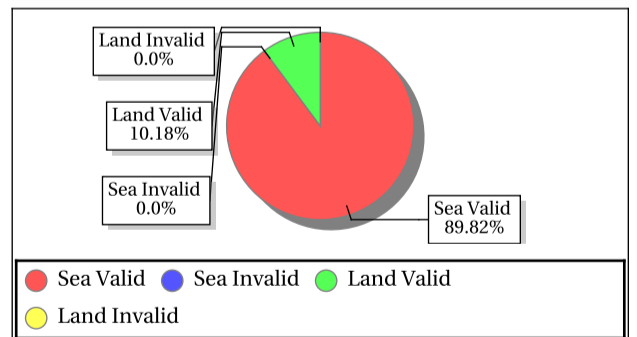 Land Invalid
0.0%
Land Valid
10.18%
Sea Invalid
0.0%
Sea Valid
89.82%
Sea Valid Sea Invalid Land Valid
Land Invalid